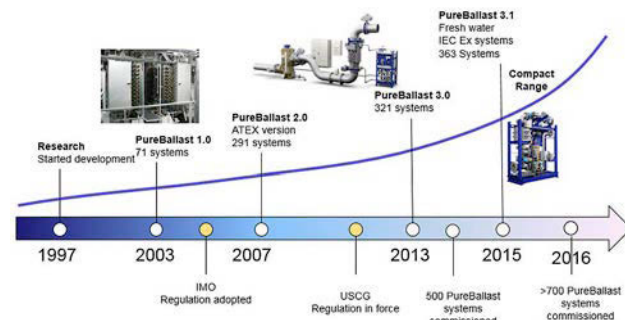 PureBallast 3.1
Fresh water
IEC Ex systems
363 Systems
Compact
Range
PureBallast 3.0
321 systems
PureBallast 2.0
ATEX version
291 systems
PureBallast 1.0
71 systems
Research
Started development
1997
2003
2007
2013
2015
2016
IMO
Regulation adopted
USCG
Regulation in force
500 PureBallast
systems
commissioned
>700 PureBallast
systems
commissioned